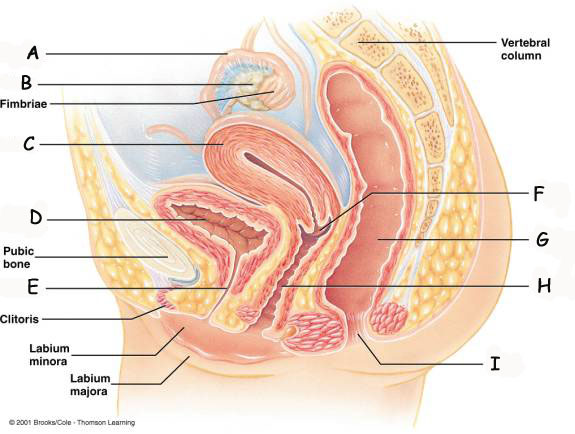 A
B
Fimbriae
C
D
Pubic
bone
E
Clitoris
Labium
minora
Labium
majora
Vertebral
column
F
G
H
I
© 2001 Brooks/Cole - Thomson Learning